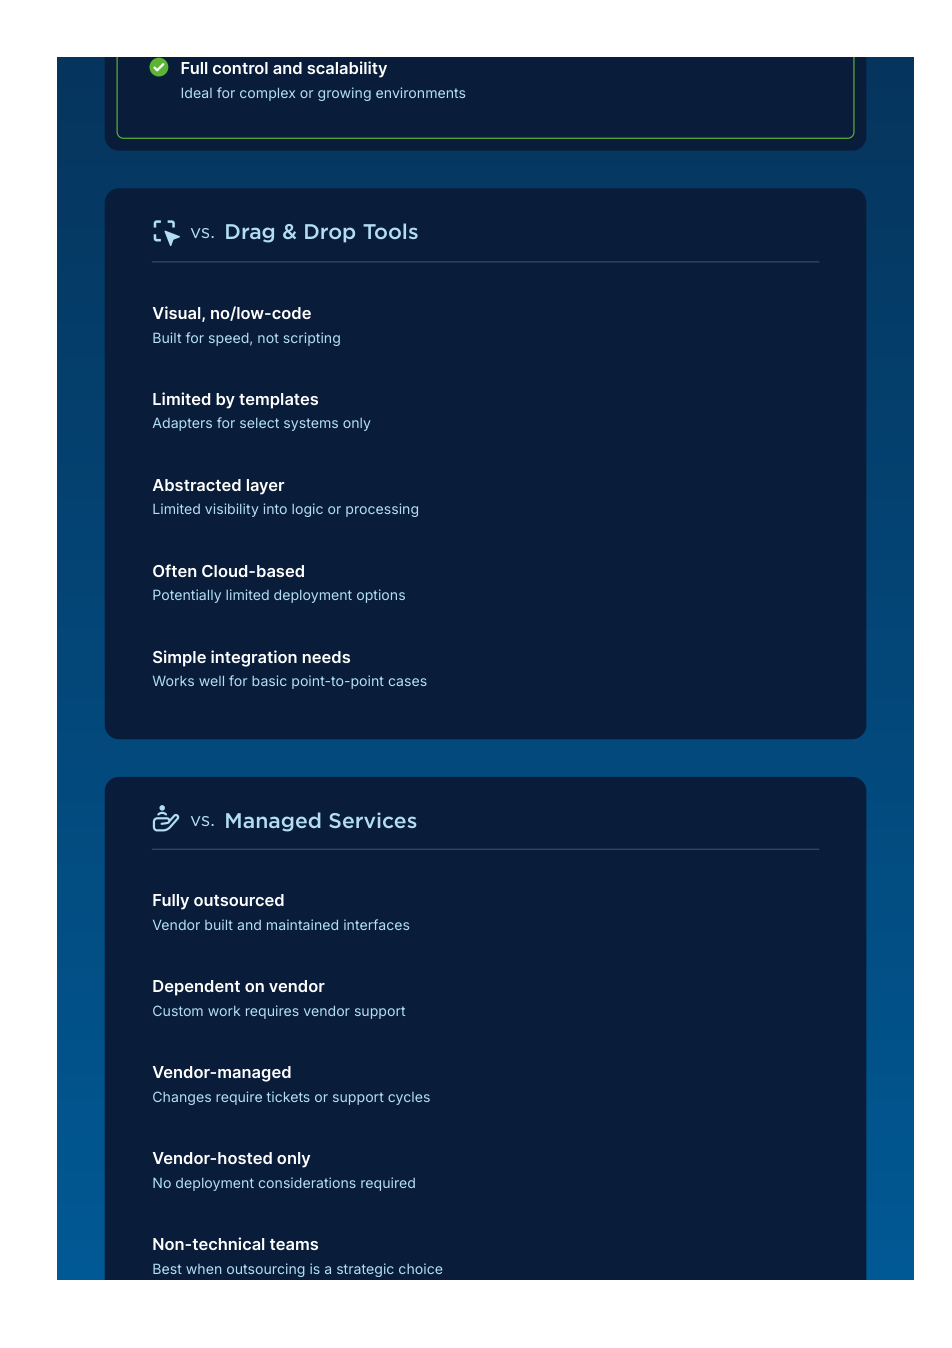 Full control and scalability
Ideal for complex or growing environments
vs. Drag & Drop Tools
Visual, no/low-code
Built for speed, not scripting
Limited by templates
Adapters for select systems only
Abstracted layer
Limited visibility into logic or processing
Often Cloud-based
Potentially limited deployment options
Simple integration needs
Works well for basic point-to-point cases
vs. Managed Services
Fully outsourced
Vendor built and maintained interfaces
Dependent on vendor
Custom work requires vendor support
Vendor-managed
Changes require tickets or support cycles
Vendor-hosted only
No deployment considerations required
Non-technical teams
Best when outsourcing is a strategic choice